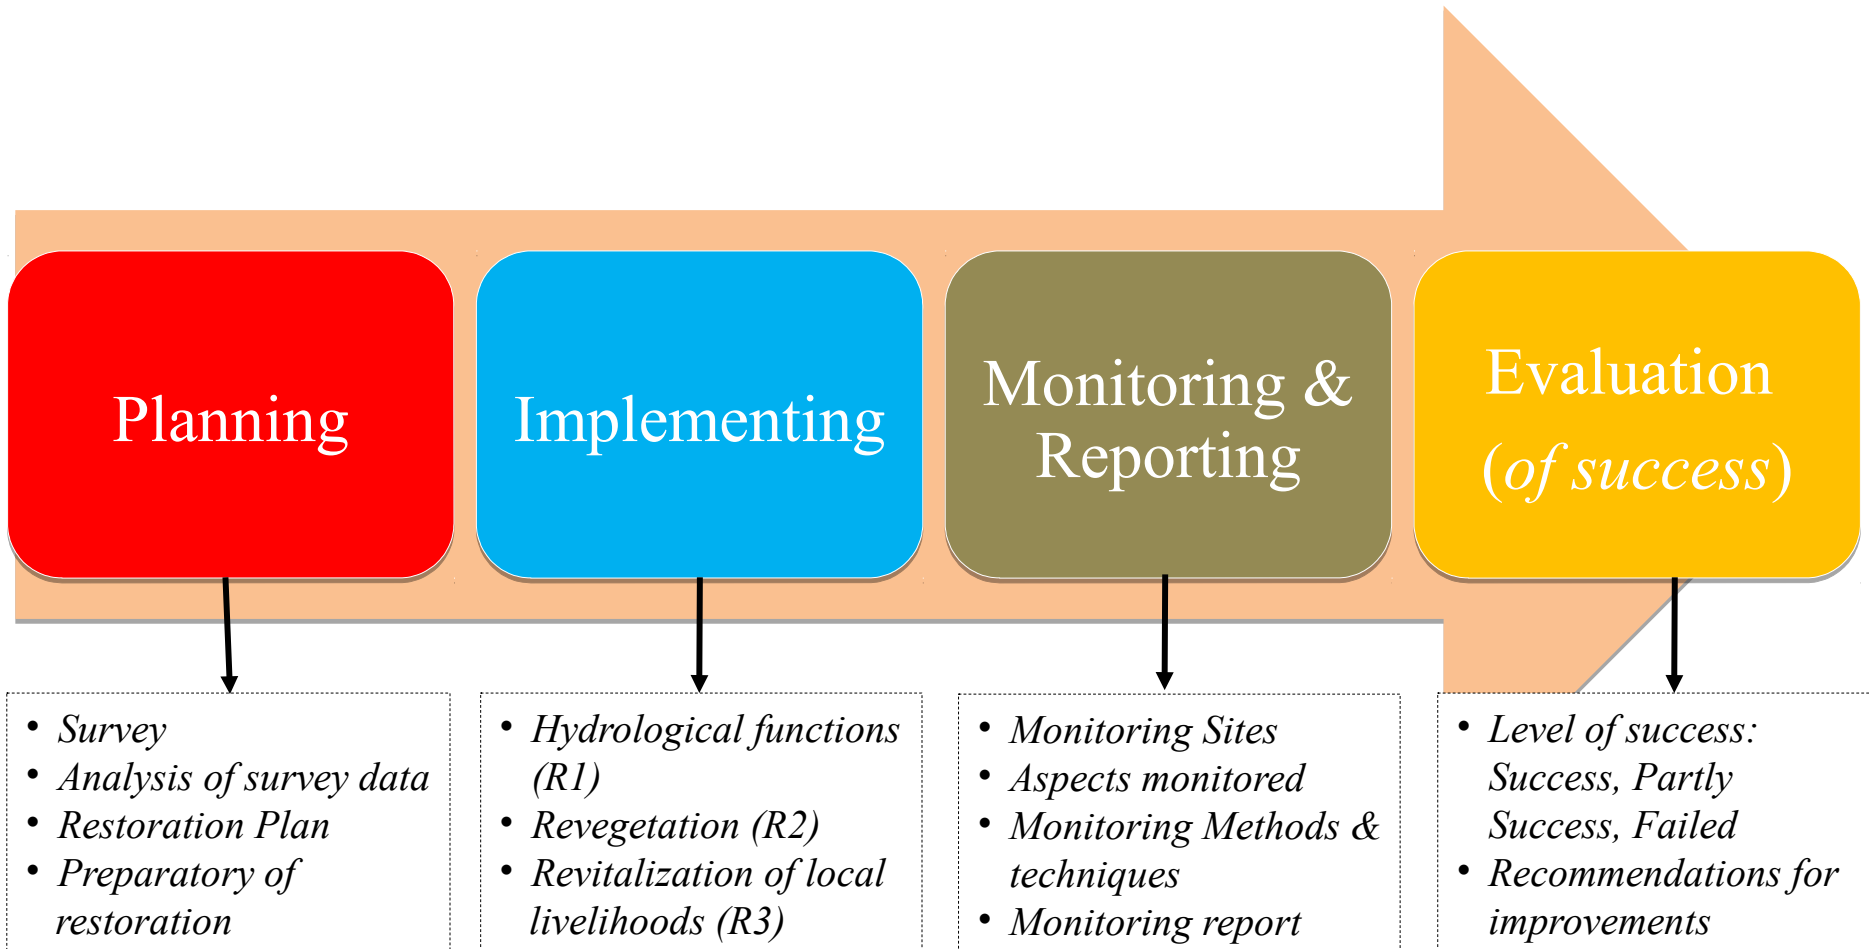 Planning
Implementing
Monitoring &
Reporting
Evaluation
(of success)
• Survey
• Analysis of survey data
• Restoration Plan
• Preparatory of
restoration
• Hydrological functions
(R1)
• Revegetation (R2)
• Revitalization of local
livelihoods (R3)
• Monitoring Sites
• Aspects monitored
• Monitoring Methods &
techniques
• Monitoring report
• Level of success:
Success, Partly
Success, Failed
• Recommendations for
improvements